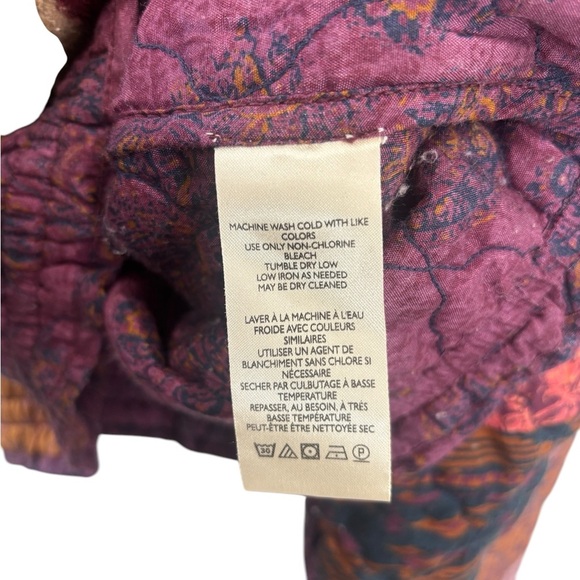 MACHINE WASH COLD WITH LIKE
COLORS
USE ONLY NON-CHLORINE
BLEACH
TUMBLE DRY LOW
LOW IRON AS NEEDED
MAY BE DRY CLEANED
LAVER À LA MACHINE À L'EAU
FROIDE AVEC COULEURS
SIMILAIRES
UTILISER UN AGENT DE
BLANCHIMENT SANS CHLORE SI
NÉCESSAIRE
SECHER PAR CULBUTAGE À BASSE
TEMPERATURE
REPASSER, AU BESOIN, À TRÈS
BASSE TEMPÉRATURE
PEUT-ÊTRE ÊTRE NETTOYÉE SEC
30 P